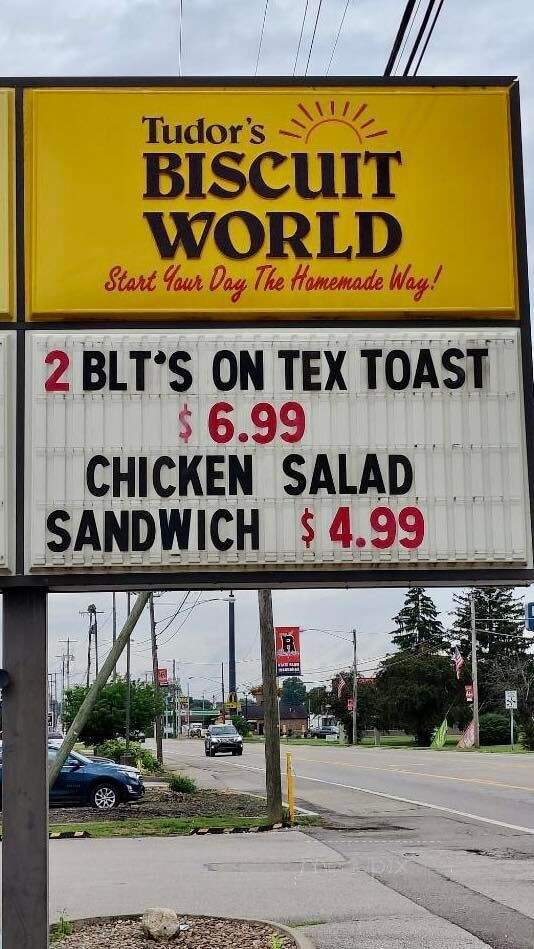 Tudor's
BISCUIT
WORLD
Start Your Day The Homemade Way!
2 BLT'S ON TEX TOAST
$ 6.99
CHICKEN SALAD
SANDWICH $ 4.99
R